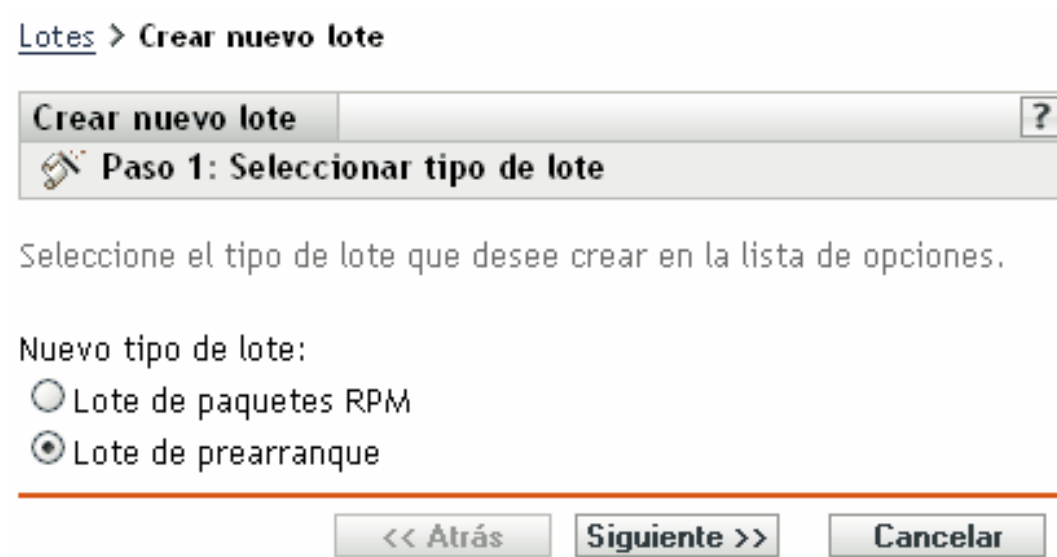 Lotes > Crear nuevo lote
Crear nuevo lote ?
Paso 1: Seleccionar tipo de lote
Seleccione el tipo de lote que desee crear en la lista de opciones.
Nuevo tipo de lote:
Lote de paquetes RPM
Lote de prearranque
<< Atrás Siguiente >> Cancelar